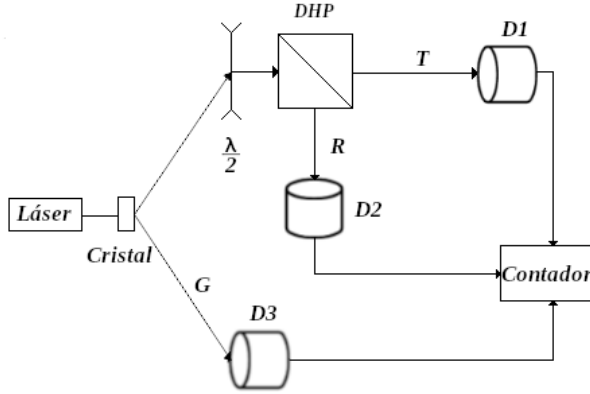 DHP
D1
T
λ
2
R
Láser
D2
Cristal
G
Contador
D3